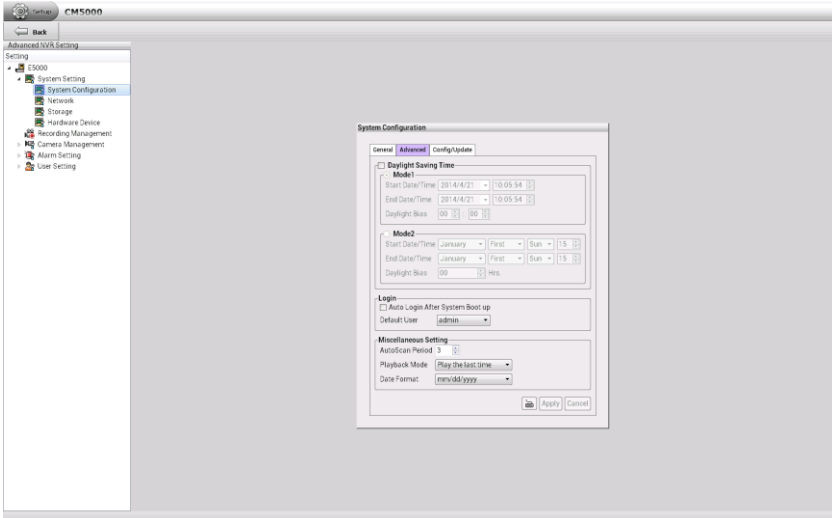 Setup CM5000
Back
Advanced NVR Setting
Setting
E5000
System Setting
System Configuration
Network
Storage
Hardware Device
Recording Management
Camera Management
Alarm Setting
User Setting
System Configuration
General Advanced Config/Update
Daylight Saving Time
Mode1
Start Date/Time 2014/4/21 10:05:54
End Date/Time 2014/4/21 10:05:54
Daylight Bias 00 : 00
Mode2
Start Date/Time January First Sun 15
End Date/Time January First Sun 15
Daylight Bias 00 Hrs.
Login
Auto Login After System Boot up
Default User admin
Miscellaneous Setting
AutoScan Period 3
Playback Mode Play the last time
Date Format mm/dd/yyyy
Apply Cancel